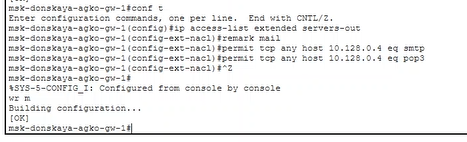 msk-donskaya-agko-gw-1#conf t
Enter configuration commands, one per line.  End with CNTL/Z.
msk-donskaya-agko-gw-1(config)#ip access-list extended servers-out
msk-donskaya-agko-gw-1(config-ext-nacl)#remark mail
msk-donskaya-agko-gw-1(config-ext-nacl)#permit tcp any host 10.128.0.4 eq smtp
msk-donskaya-agko-gw-1(config-ext-nacl)#permit tcp any host 10.128.0.4 eq pop3
msk-donskaya-agko-gw-1(config-ext-nacl)#^Z
msk-donskaya-agko-gw-1#
%SYS-5-CONFIG_I: Configured from console by console
wr m
Building configuration...
[OK]
msk-donskaya-agko-gw-1#